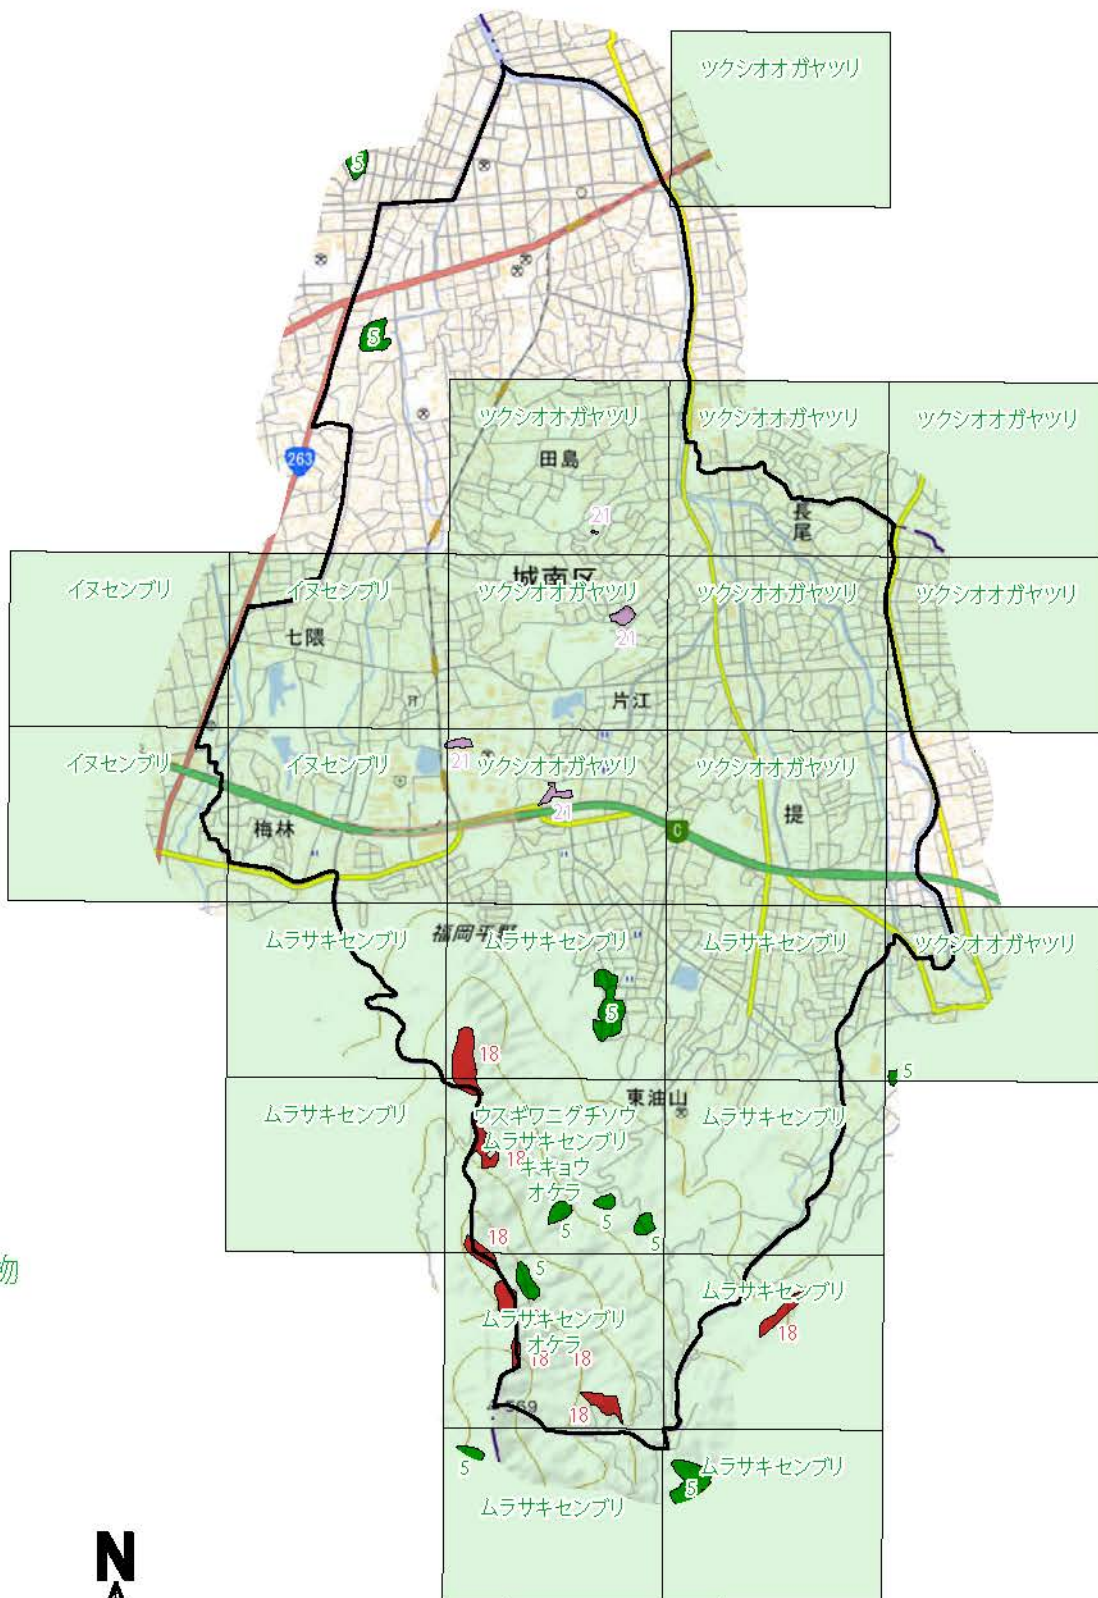 ツクシオオガヤツリ
5
5
263
ツクシオオガヤツリ
ツクシオオガヤツリ
ツクシオオガヤツリ
田島
21
長尾
城南区
イヌセンブリ
イヌセンブリ
ツクシオオガヤツリ
ツクシオオガヤツリ
ツクシオオガヤツリ
七隈
21
片江
21
イヌセンブリ
イヌセンブリ
ツクシオオガヤツリ
ツクシオオガヤツリ
21
梅林
提
C
ムラサキセンブリ
福岡平野
ムラサキセンブリ
ムラサキセンブリ
ツクシオオガヤツリ
5
18
5
東油山
ムラサキセンブリ
ウスギワニグチソウ
ムラサキセンブリ
ムラサキセンブリ
18
キキョウ
オケラ
5
5
5
18
5
物
ムラサキセンブリ
ムラサキセンブリ
オケラ
18
18
18
18
569
5
5
ムラサキセンブリ
ムラサキセンブリ
N